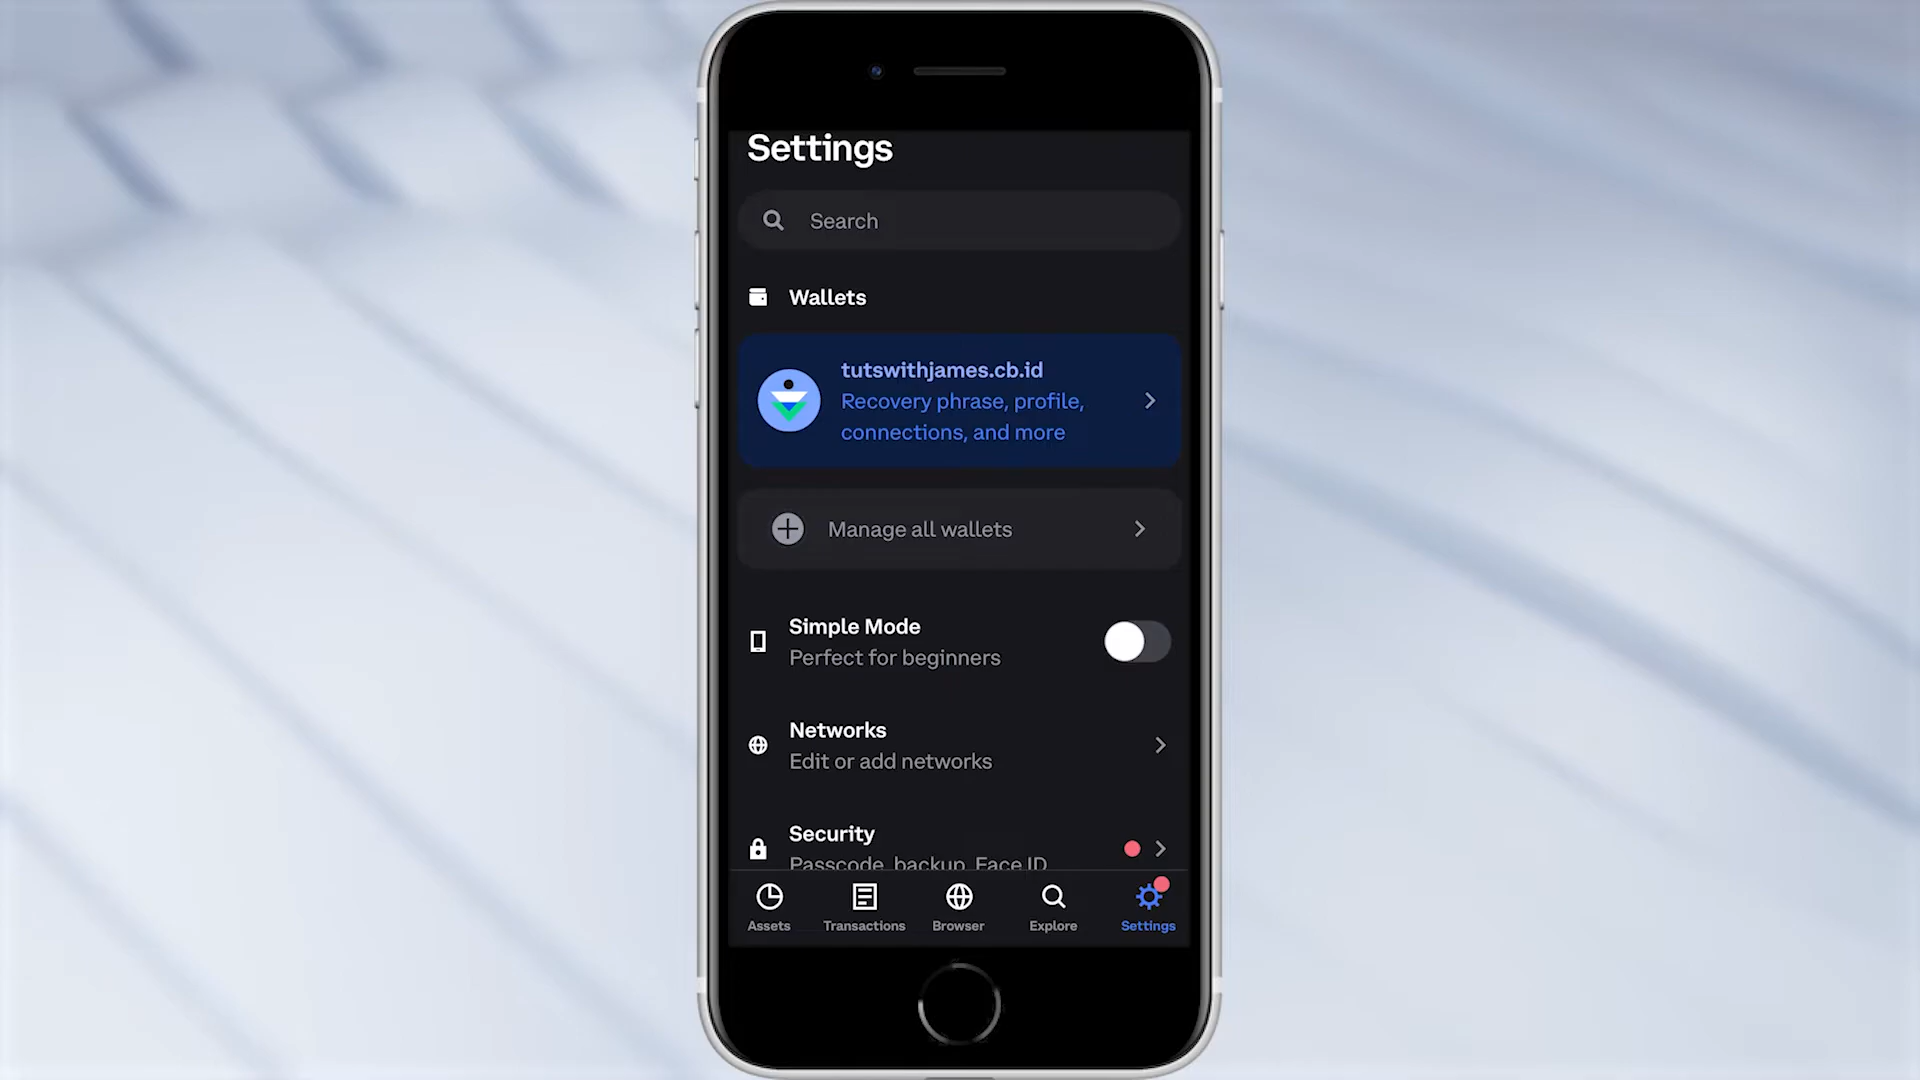 Settings
Search
Wallets
tutswithjames.cb.id
Recovery phrase, profile,
connections, and more
Manage all wallets
Simple Mode
Perfect for beginners
Networks
Edit or add networks
Security
Passcode, backup, Face ID
Assets
Transactions
Browser
Explore
Settings